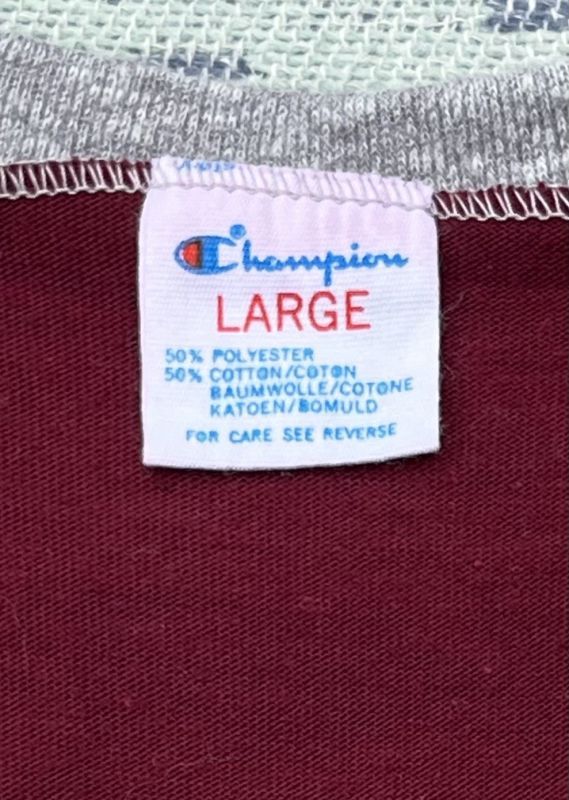 Champion®
LARGE
50% POLYESTER
50% COTTON/COTON
BAUMWOLLE/COTONE
KATOEN/BOMULD
FOR CARE SEE REVERSE